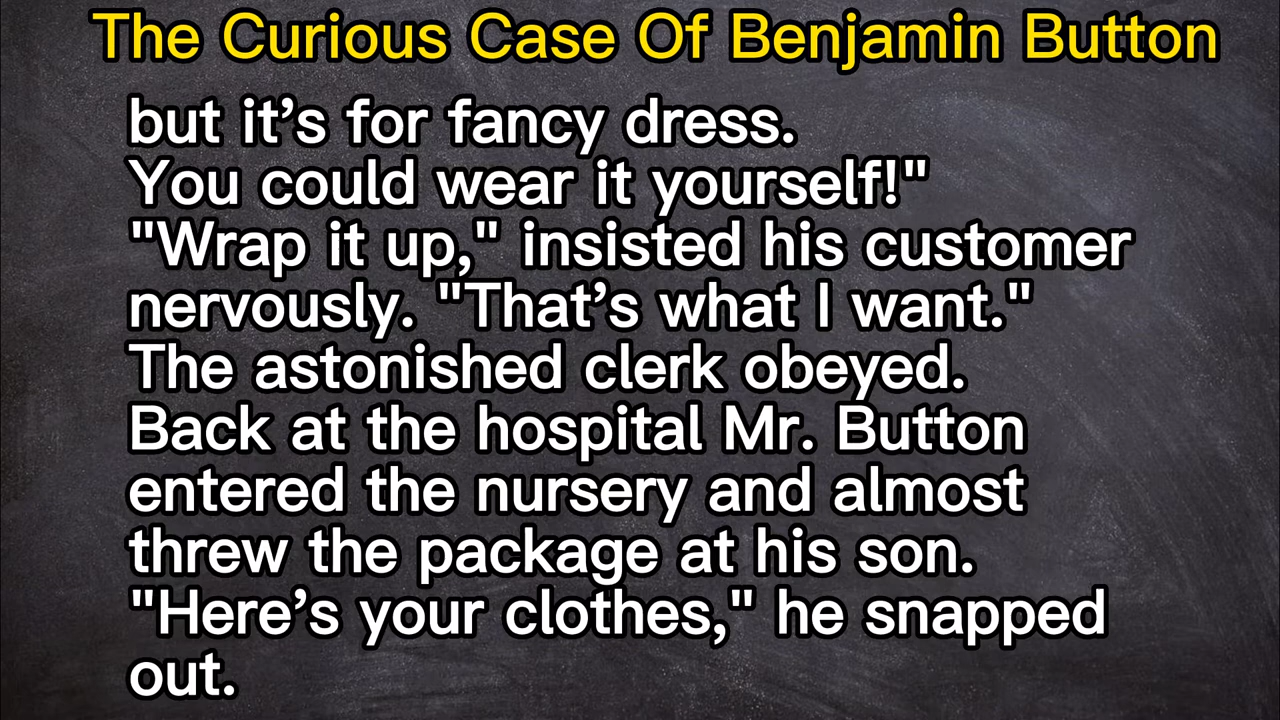 The Curious Case Of Benjamin Button
but it’s for fancy dress.
You could wear it yourself!"
"Wrap it up," insisted his customer
nervously. "That’s what I want."
The astonished clerk obeyed.
Back at the hospital Mr. Button
entered the nursery and almost
threw the package at his son.
"Here’s your clothes," he snapped
out.